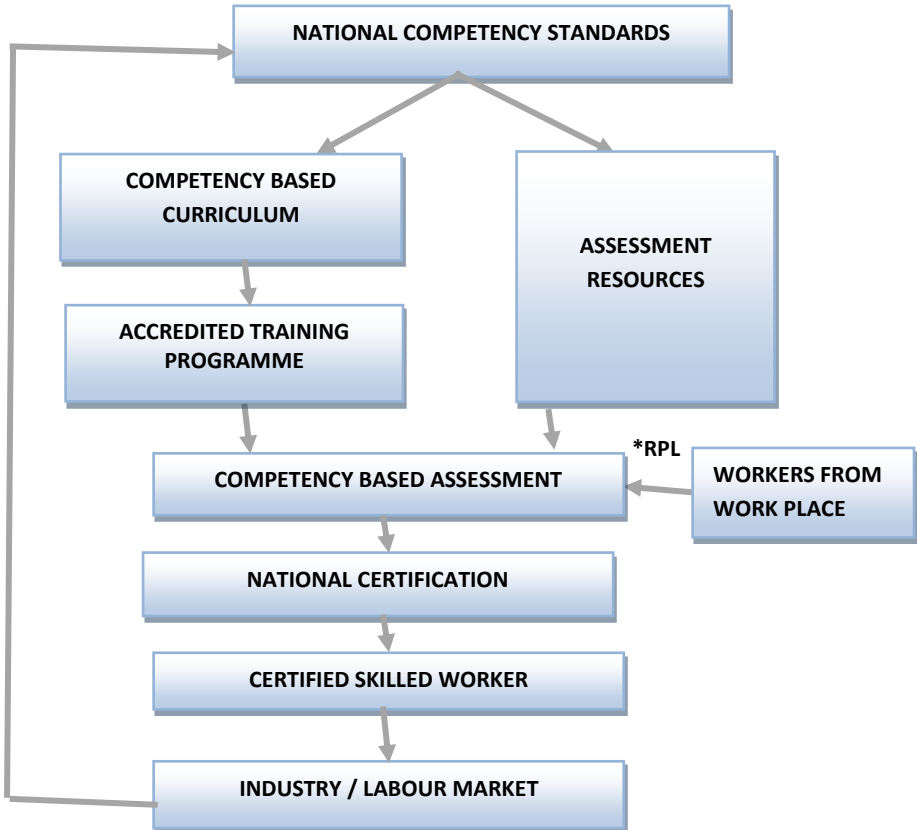 NATIONAL COMPETENCY STANDARDS
COMPETENCY BASED
CURRICULUM
ASSESSMENT
RESOURCES
ACCREDITED TRAINING
PROGRAMME
*RPL
COMPETENCY BASED ASSESSMENT
WORKERS FROM
WORK PLACE
NATIONAL CERTIFICATION
CERTIFIED SKILLED WORKER
INDUSTRY / LABOUR MARKET